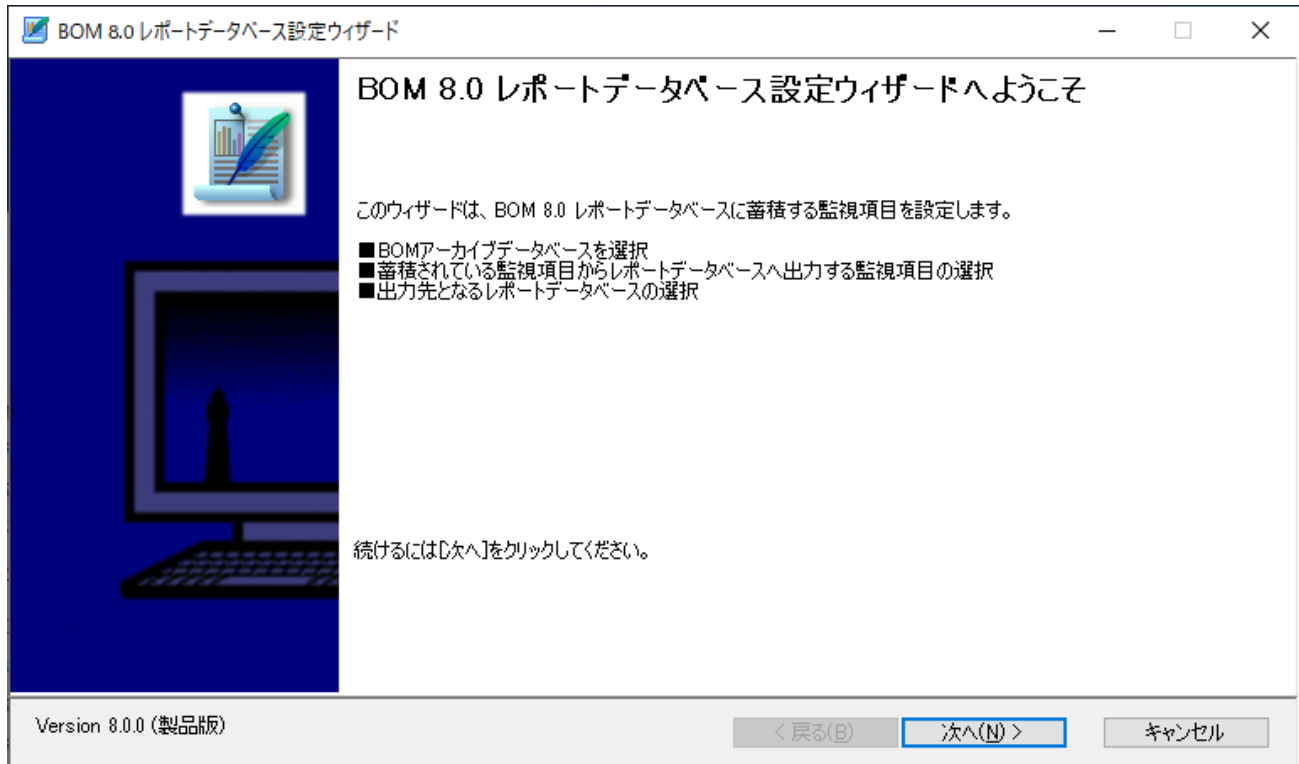 BOM 8.0 レポートデータベース設定ウィザード
BOM 8.0 レポートデータベース設定ウィザードへようこそ
このウィザードは、BOM 8.0 レポートデータベースに蓄積する監視項目を設定します。
■BOMアーカイブデータベースを選択
■蓄積されている監視項目からレポートデータベースへ出力する監視項目の選択
■出力先となるレポートデータベースの選択
続けるには[次へ]をクリックしてください。
Version 8.0.0 (製品版)
< 戻る(B) 次へ(N) > キャンセル